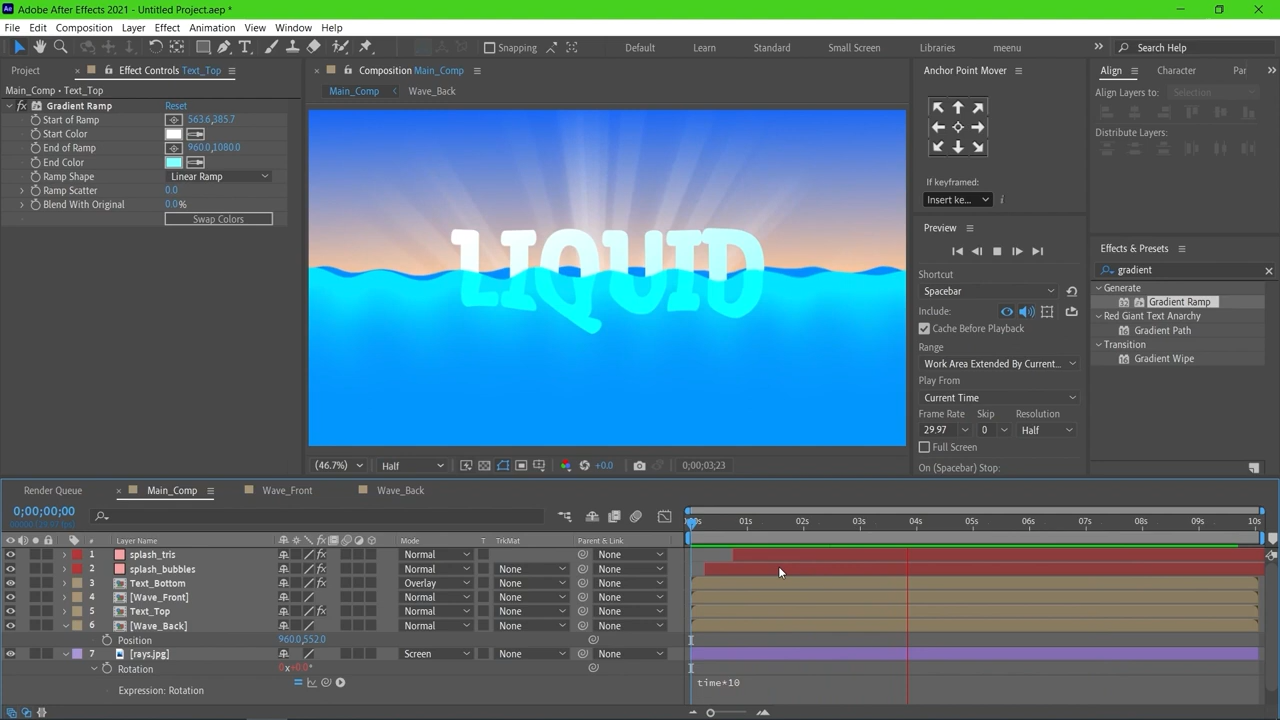 Adobe After Effects 2021 - Untitled Project.aep *
File Edit Composition Layer Effect Animation View Window Help
Snapping Default Learn Standard Small Screen Libraries meenu Search Help
Project Effect Controls Text_Top
Main_Comp • Text_Top
Gradient Ramp Reset
Start of Ramp 563.6,385.7
Start Color
End of Ramp 960.0,1080.0
End Color
Ramp Shape Linear Ramp
Ramp Scatter 0.0
Blend With Original 0.0%
Swap Colors
Composition Main_Comp
Main_Comp Wave_Back
LIQUID
(46.7%) Half +0.0 0;00;03;23
Anchor Point Mover
If keyframed:
Insert ke...
Preview
Shortcut
Spacebar
Include:
Cache Before Playback
Range
Work Area Extended By Current...
Play From
Current Time
Frame Rate Skip Resolution
29.97 0 Half
Full Screen
On (Spacebar) Stop:
Align Character Par
Align Layers to: Selection
Distribute Layers:
Effects & Presets
gradient
Generate
Gradient Ramp
Red Giant Text Anarchy
Gradient Path
Transition
Gradient Wipe
Render Queue Main_Comp Wave_Front Wave_Back
0;00;00;00
01s 02s 03s 04s 05s 06s 07s 08s 09s 10s
# Layer Name Mode T TrkMat Parent & Link
1 splash_tris Normal None
2 splash_bubbles Normal None None
3 Text_Bottom Overlay None None
4 [Wave_Front] Normal None None
5 Text_Top Normal None None
6 [Wave_Back] Normal None None
Position 960.0,552.0
7 [rays.jpg] Screen None None
Rotation 0x+0.0°
Expression: Rotation time*10